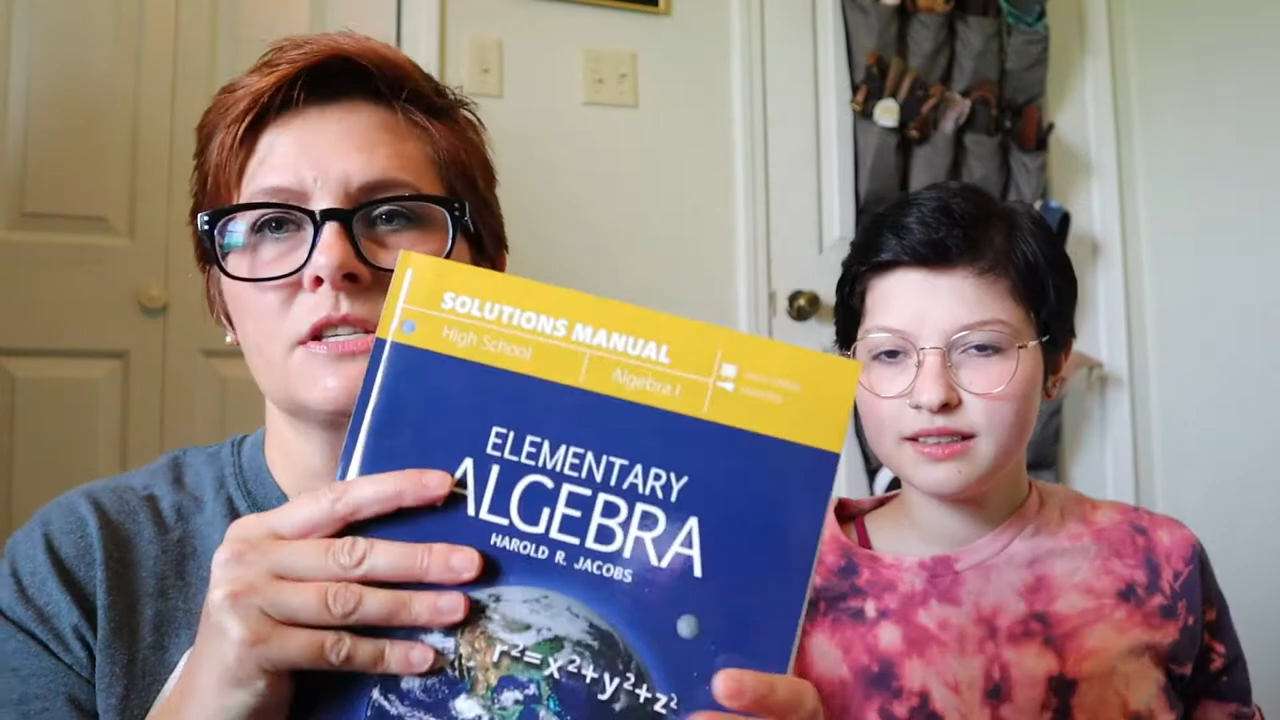 SOLUTIONS MANUAL
High School
Algebra I
ELEMENTARY
ALGEBRA
HAROLD R. JACOBS
r²=x²+y²+z²